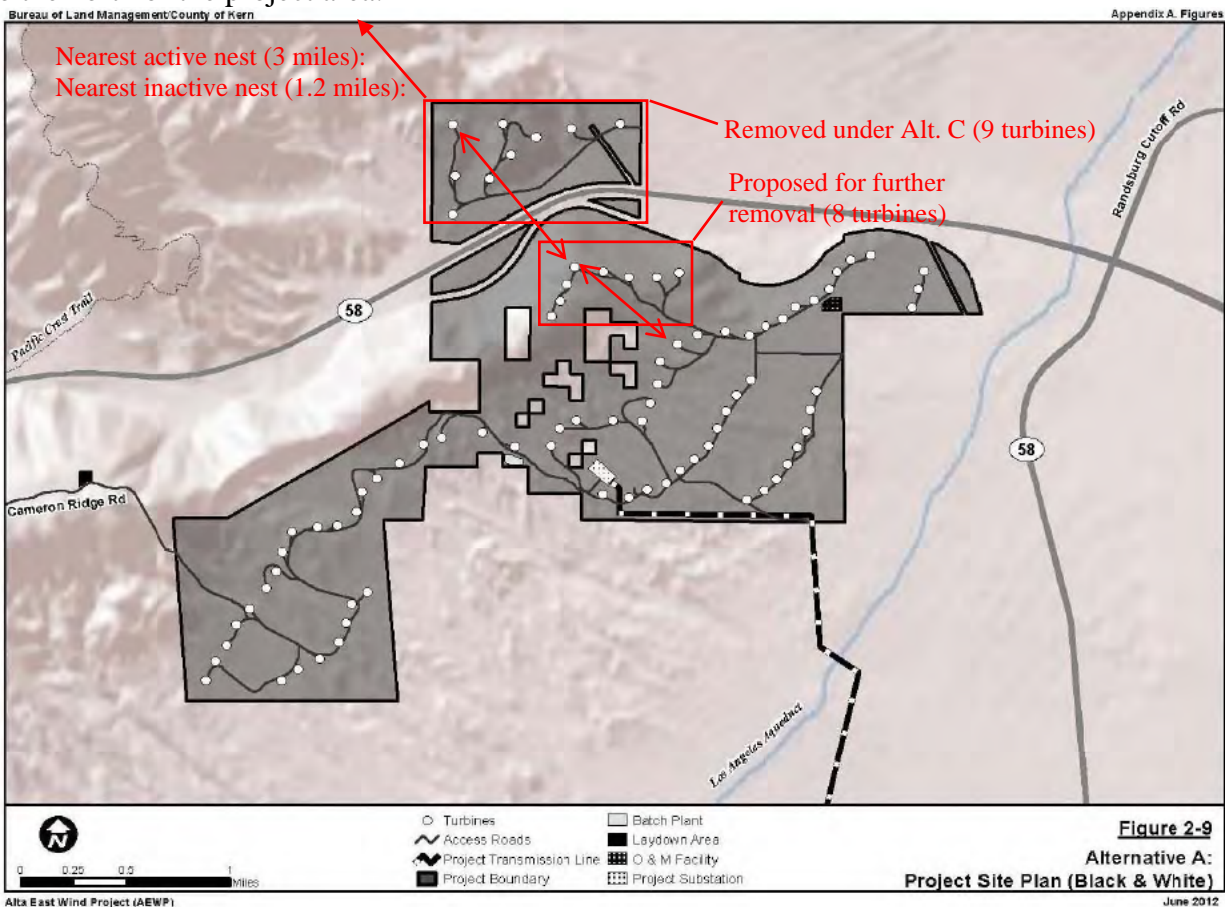 Bureau of Land Management/County of Kern
Appendix A. Figures
Nearest active nest (3 miles):
Nearest inactive nest (1.2 miles):
Removed under Alt. C (9 turbines)
Proposed for further
removal (8 turbines)
Randsburg Cutoff Rd
Pacific Crest Trail
58
58
Cameron Ridge Rd
Los Angelas Aqueduct
N
0 0.25 0.5 1
Miles
Turbines
Access Roads
Project Transmission Line
Project Boundary
Batch Plant
Laydown Area
O & M Facility
Project Substation
Figure 2-9
Alternative A:
Project Site Plan (Black & White)
Alta East Wind Project (AEWP)
June 2012